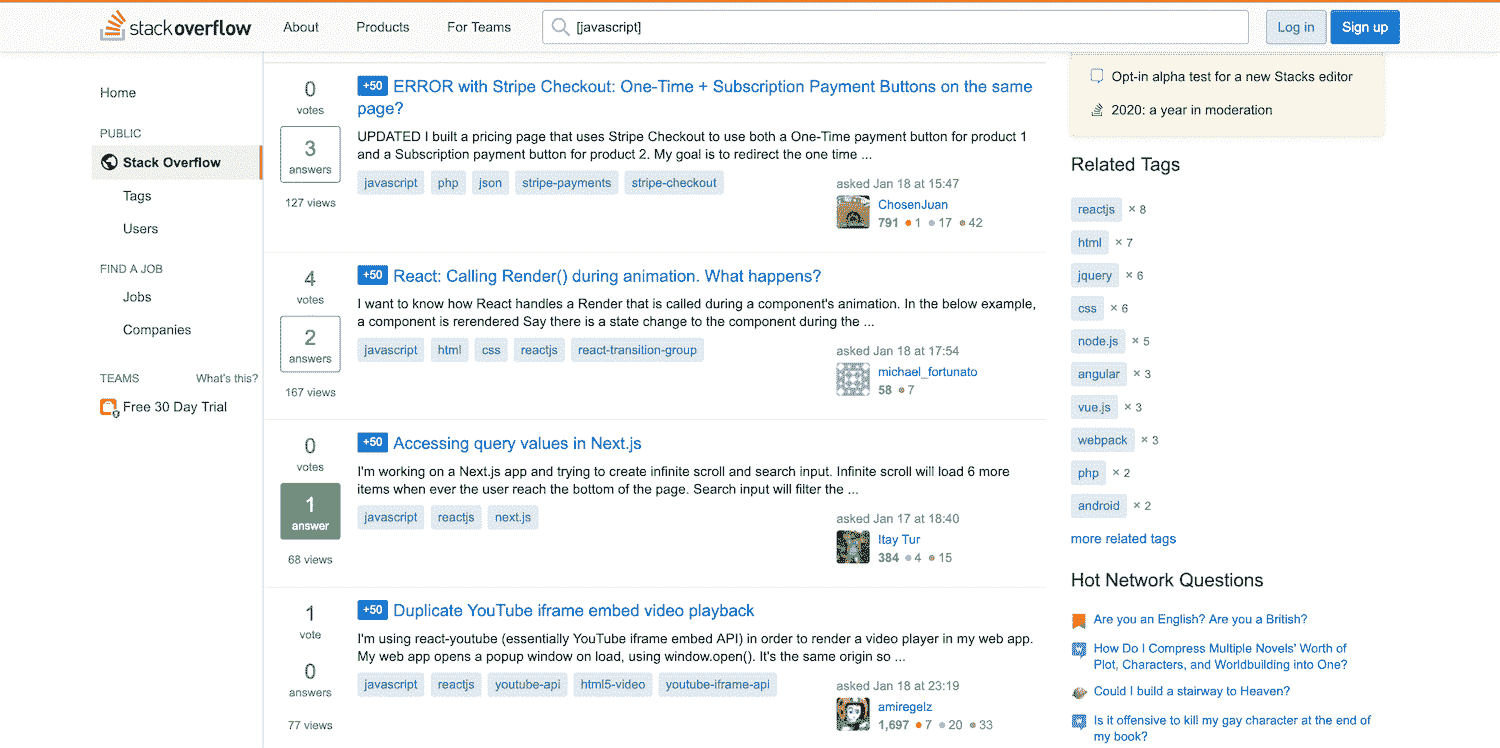 stack overflow
About
Products
For Teams
[javascript]
Log in
Sign up
Home
PUBLIC
Stack Overflow
Tags
Users
FIND A JOB
Jobs
Companies
TEAMS
What's this?
Free 30 Day Trial
0
votes
3
answers
127 views
+50 ERROR with Stripe Checkout: One-Time + Subscription Payment Buttons on the same
page?
UPDATED I built a pricing page that uses Stripe Checkout to use both a One-Time payment button for product 1
and a Subscription payment button for product 2. My goal is to redirect the one time ...
javascript php json stripe-payments stripe-checkout
asked Jan 18 at 15:47
ChosenJuan
791 ● 1 ● 17 ● 42
4
votes
2
answers
167 views
+50 React: Calling Render() during animation. What happens?
I want to know how React handles a Render that is called during a component's animation. In the below example,
a component is rerendered Say there is a state change to the component during the ...
javascript html css reactjs react-transition-group
asked Jan 18 at 17:54
michael_fortunato
58 ● 7
0
votes
1
answer
68 views
+50 Accessing query values in Next.js
I'm working on a Next.js app and trying to create infinite scroll and search input. Infinite scroll will load 6 more
items when ever the user reach the bottom of the page. Search input will filter the ...
javascript reactjs next.js
asked Jan 17 at 18:40
Itay Tur
384 ● 4 ● 15
1
vote
0
answers
77 views
+50 Duplicate YouTube iframe embed video playback
I'm using react-youtube (essentially YouTube iframe embed API) in order to render a video player in my web app.
My web app opens a popup window on load, using window.open(). It's the same origin so ...
javascript reactjs youtube-api html5-video youtube-iframe-api
asked Jan 18 at 23:19
amiregelz
1,697 ● 7 ● 20 ● 33
Opt-in alpha test for a new Stacks editor
2020: a year in moderation
Related Tags
reactjs × 8
html × 7
jquery × 6
css × 6
node.js × 5
angular × 3
vue.js × 3
webpack × 3
php × 2
android × 2
more related tags
Hot Network Questions
Are you an English? Are you a British?
How Do I Compress Multiple Novels' Worth of
Plot, Characters, and Worldbuilding into One?
Could I build a stairway to Heaven?
Is it offensive to kill my gay character at the end of
my book?